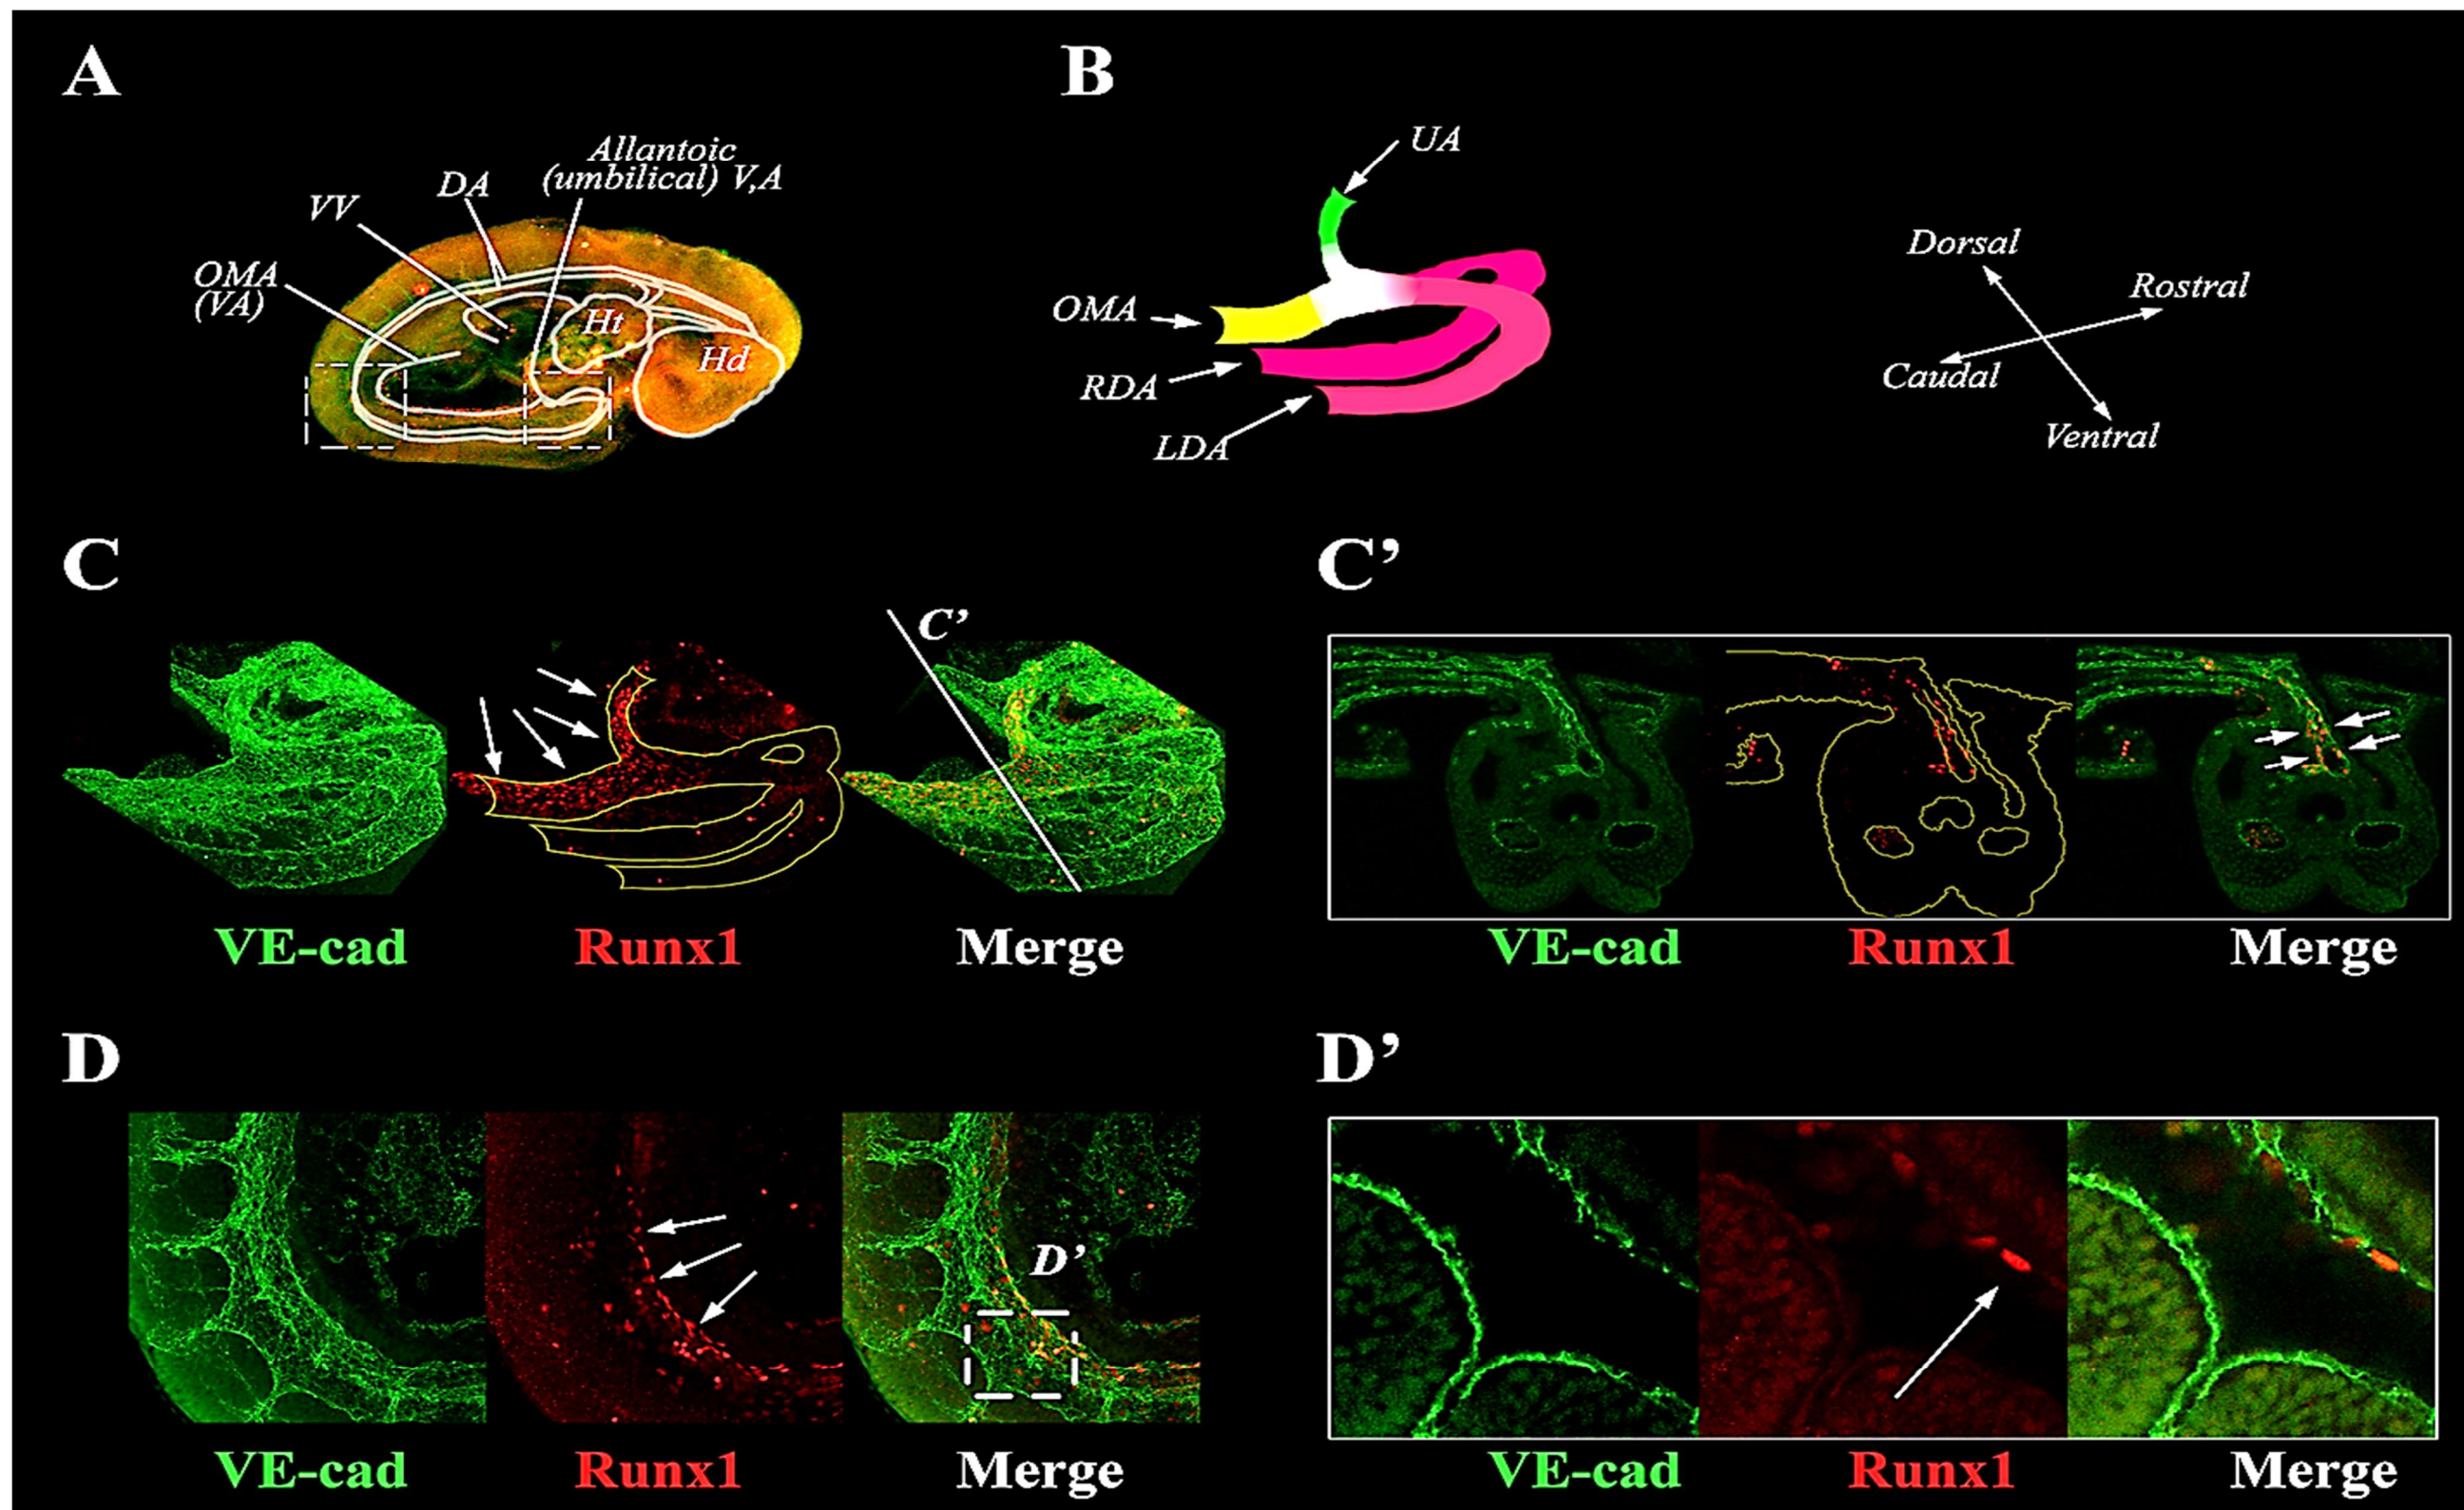 A
B
Allantoic
(umbilical) V,A
DA
VV
OMA
(VA)
Ht
Hd
UA
OMA
RDA
LDA
Dorsal
Rostral
Caudal
Ventral
C
C’
C’
VE-cad
Runx1
Merge
VE-cad
Runx1
Merge
D
D’
D’
VE-cad
Runx1
Merge
VE-cad
Runx1
Merge